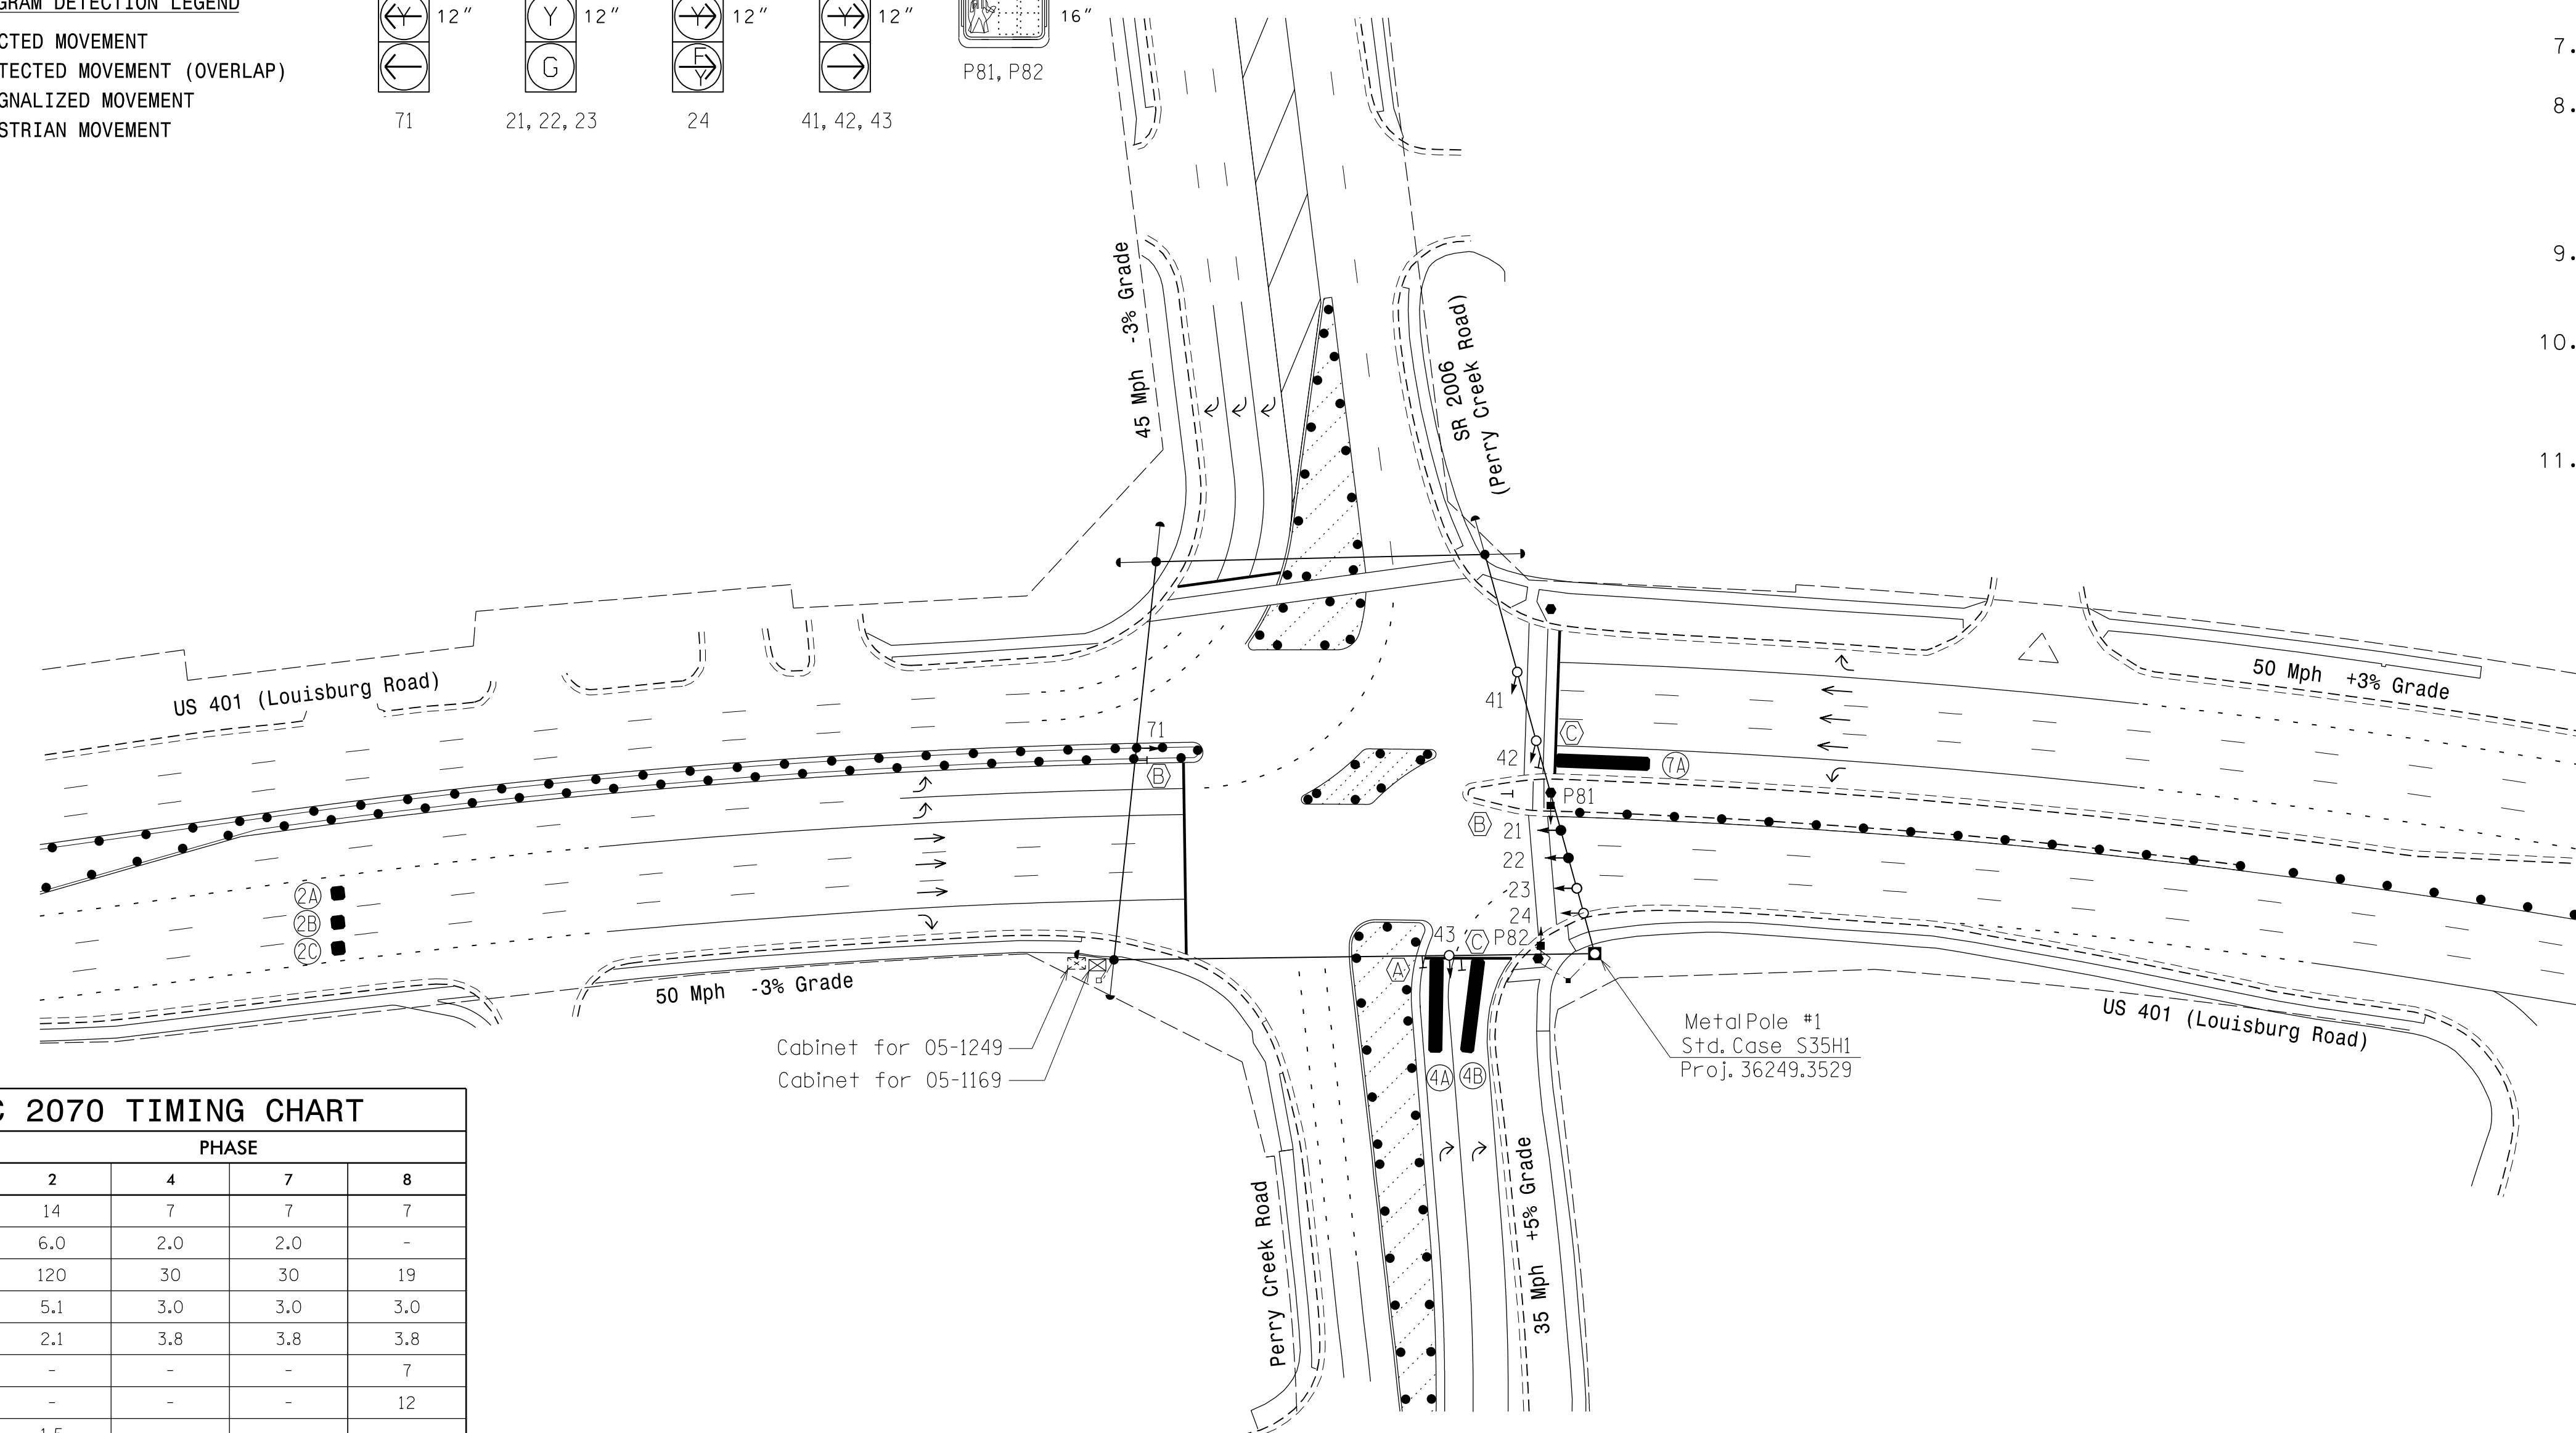 GRAM DETECTION LEGEND
CTED MOVEMENT
TECTED MOVEMENT (OVERLAP)
GNALIZED MOVEMENT
STRIAN MOVEMENT
Y 12"
71
Y 12"
G
21, 22, 23
Y 12"
F
Y
24
Y 12"
41, 42, 43
16"
P81, P82
7.
8.
9.
10.
11.
45 Mph -3% Grade
SR 2006
(Perry Creek Road)
US 401 (Louisburg Road)
50 Mph +3% Grade
71
B
41
42
C
7A
P81
B
21
22
23
24
2A
2B
2C
43
C
P82
A
50 Mph -3% Grade
Cabinet for 05-1249
Cabinet for 05-1169
4A
4B
Metal Pole #1
Std. Case S35H1
Proj. 36249.3529
US 401 (Louisburg Road)
Perry Creek Road
35 Mph +5% Grade
2070 TIMING CHART
PHASE
2 4 7 8
14 7 7 7
6.0 2.0 2.0 -
120 30 30 19
5.1 3.0 3.0 3.0
2.1 3.8 3.8 3.8
- - - 7
- - - 12